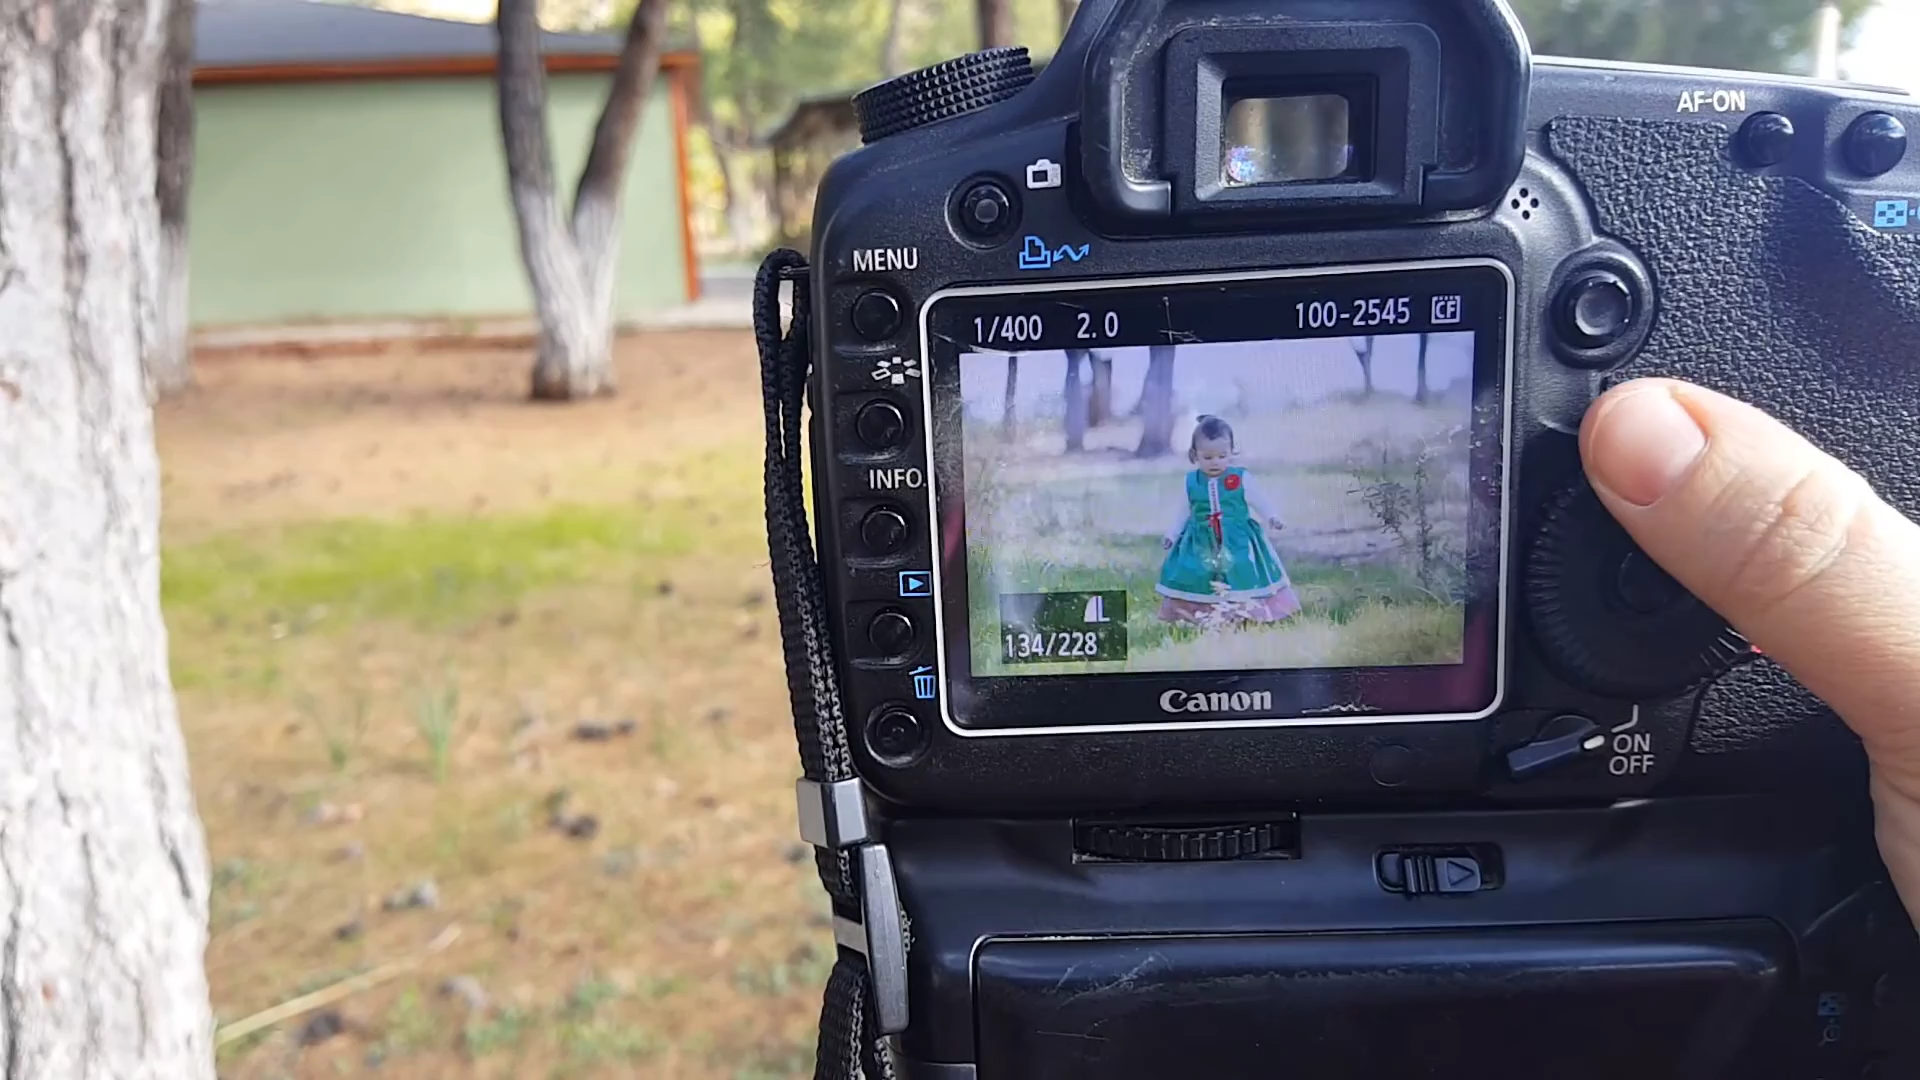 AF-ON
MENU
1/400 2.0 100-2545 CF
INFO.
L
134/228
Canon
ON
OFF